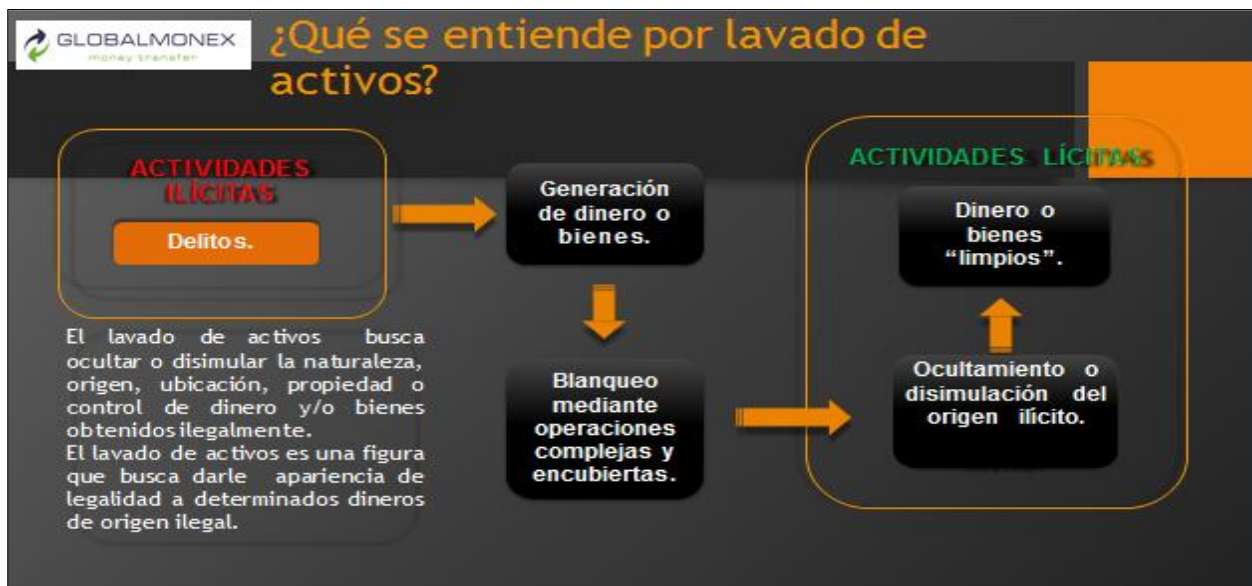 GLOBALMONEX
money transfer
¿Qué se entiende por lavado de
activos?
ACTIVIDADES
ILÍCITAS
Delitos.
El lavado de activos busca
ocultar o disimular la naturaleza,
origen, ubicación, propiedad o
control de dinero y/o bienes
obtenidos ilegalmente.
El lavado de activos es una figura
que busca darle apariencia de
legalidad a determinados dineros
de origen ilegal.
Generación
de dinero o
bienes.
Blanqueo
mediante
operaciones
complejas y
encubiertas.
ACTIVIDADES LÍCITAS
Dinero o
bienes
“limpios”.
Ocultamiento o
disimulación del
origen ilícito.